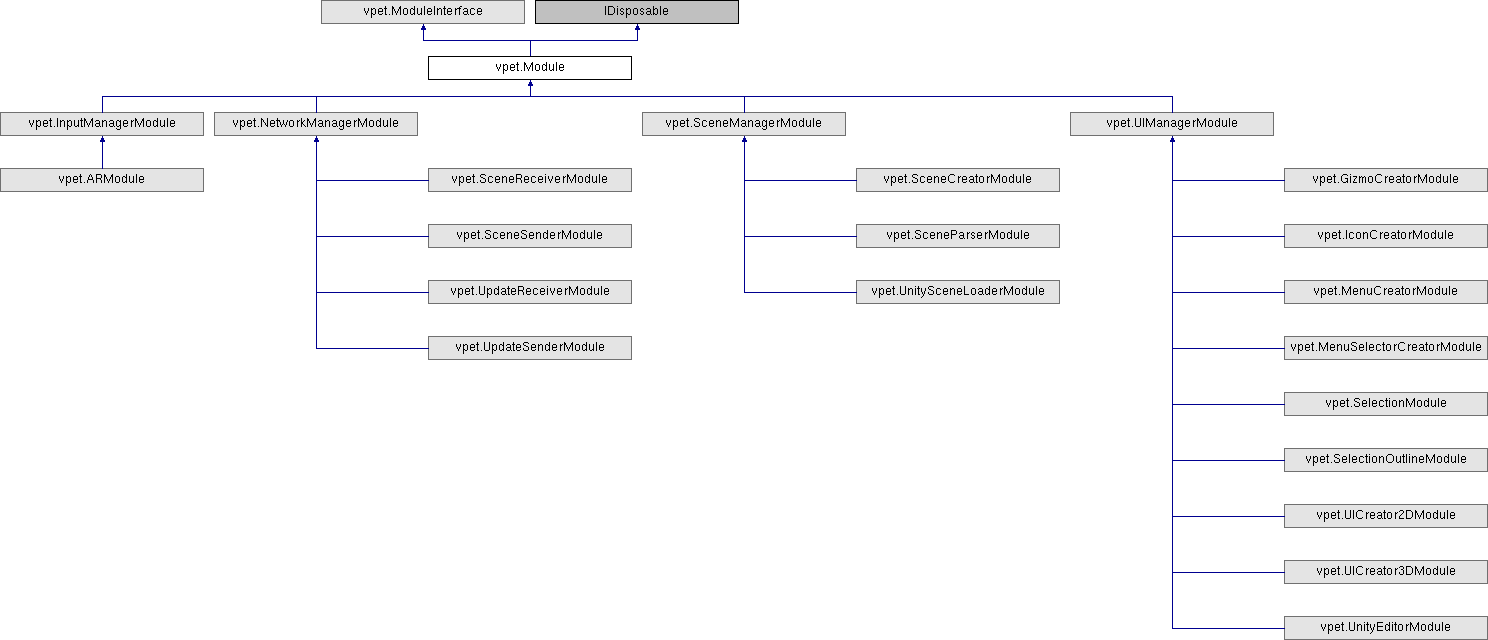 vpet.ModuleInterface
IDisposable
vpet.Module
vpet.InputManagerModule
vpet.NetworkManagerModule
vpet.SceneManagerModule
vpet.UIManagerModule
vpet.ARModule
vpet.SceneReceiverModule
vpet.SceneCreatorModule
vpet.GizmoCreatorModule
vpet.SceneSenderModule
vpet.SceneParserModule
vpet.IconCreatorModule
vpet.UpdateReceiverModule
vpet.UnitySceneLoaderModule
vpet.MenuCreatorModule
vpet.UpdateSenderModule
vpet.MenuSelectorCreatorModule
vpet.SelectionModule
vpet.SelectionOutlineModule
vpet.UICreator2DModule
vpet.UICreator3DModule
vpet.UnityEditorModule